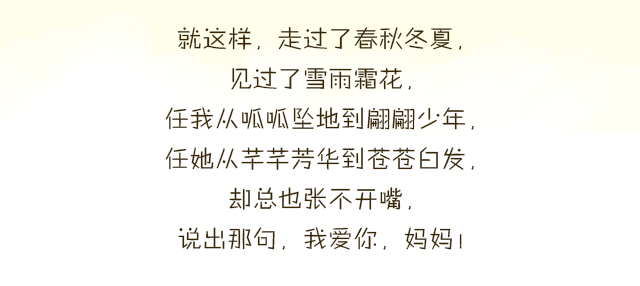 就这样，走过了春秋冬夏，
见过了雪雨霜花，
任我从呱呱坠地到翩翩少年，
任她从芊芊芳华到苍苍白发，
却总也张不开嘴，
说出那句，我爱你，妈妈！